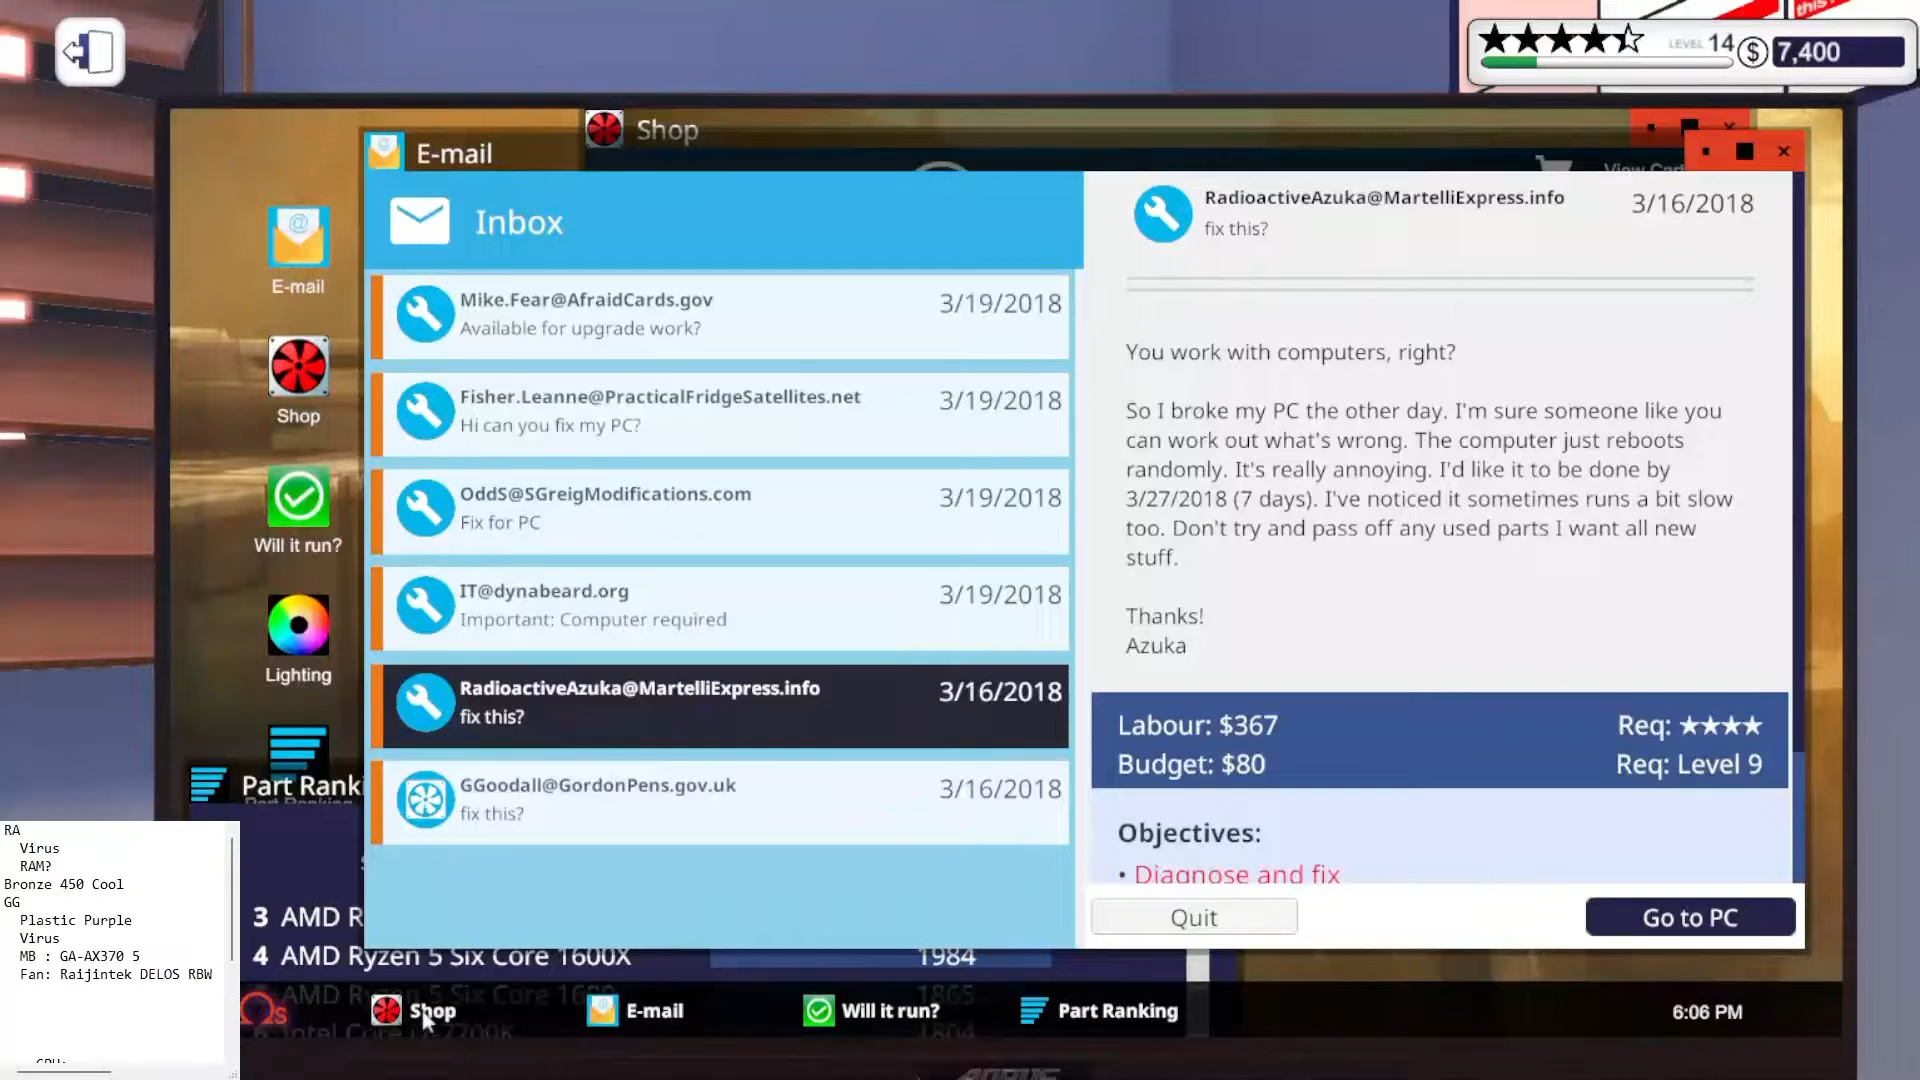 LEVEL 14
$ 7,400
Shop
E-mail
Inbox
Mike.Fear@AfraidCards.gov
3/19/2018
Available for upgrade work?
Fisher.Leanne@PracticalFridgeSatellites.net
3/19/2018
Hi can you fix my PC?
OddS@SGreigModifications.com
3/19/2018
Fix for PC
IT@dynabeard.org
3/19/2018
Important: Computer required
RadioactiveAzuka@MartelliExpress.info
3/16/2018
fix this?
GGoodall@GordonPens.gov.uk
3/16/2018
fix this?
RadioactiveAzuka@MartelliExpress.info
3/16/2018
fix this?
You work with computers, right?
So I broke my PC the other day. I'm sure someone like you
can work out what's wrong. The computer just reboots
randomly. It's really annoying. I'd like it to be done by
3/27/2018 (7 days). I've noticed it sometimes runs a bit slow
too. Don't try and pass off any used parts I want all new
stuff.
Thanks!
Azuka
Labour: $367
Req: ★★★★
Budget: $80
Req: Level 9
Objectives:
• Diagnose and fix
Quit
Go to PC
E-mail
Shop
Will it run?
Lighting
Part Ranki
RA
Virus
RAM?
Bronze 450 Cool
GG
Plastic Purple
Virus
MB : GA-AX370 5
Fan: Raijintek DELOS RBW
3 AMD R
4 AMD Ryzen 5 Six Core 1600X
1984
1865
Shop
E-mail
Will it run?
Part Ranking
6:06 PM